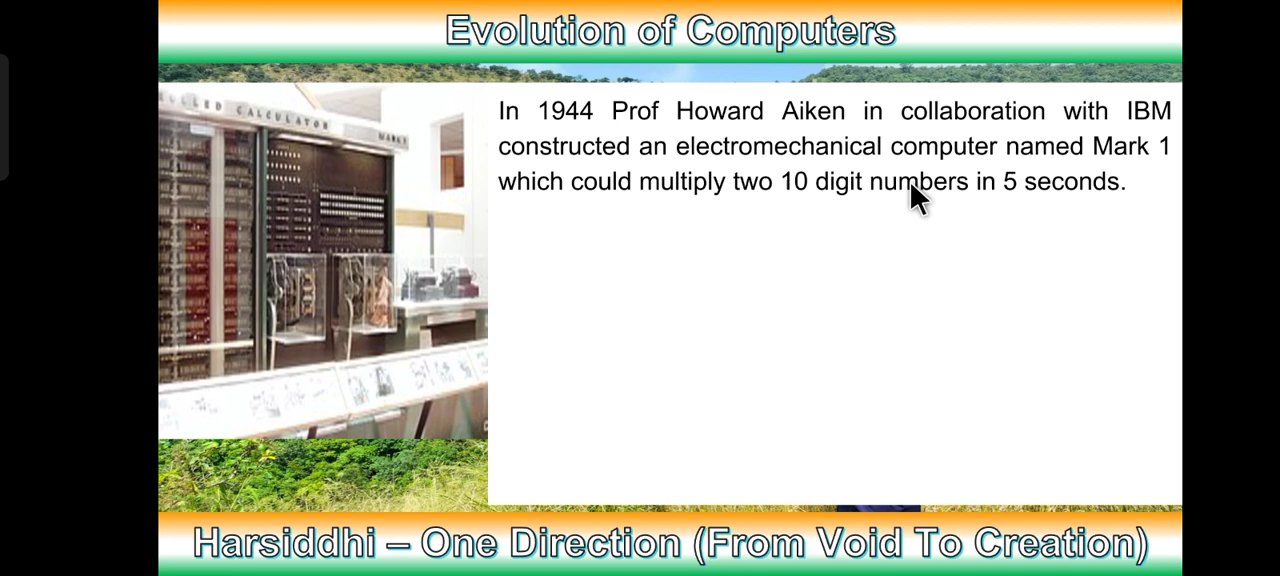 Evolution of Computers
CALCULATOR
MARK I
In 1944 Prof Howard Aiken in collaboration with IBM
constructed an electromechanical computer named Mark 1
which could multiply two 10 digit numbers in 5 seconds.
Harsiddhi – One Direction (From Void To Creation)